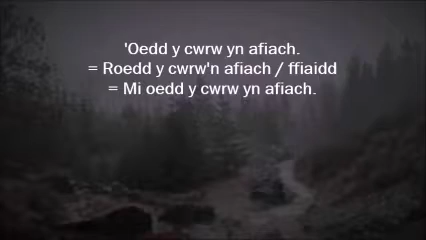 'Oedd y cwrw yn afiach.
= Roedd y cwrw'n afiach / ffiaidd
= Mi oedd y cwrw yn afiach.